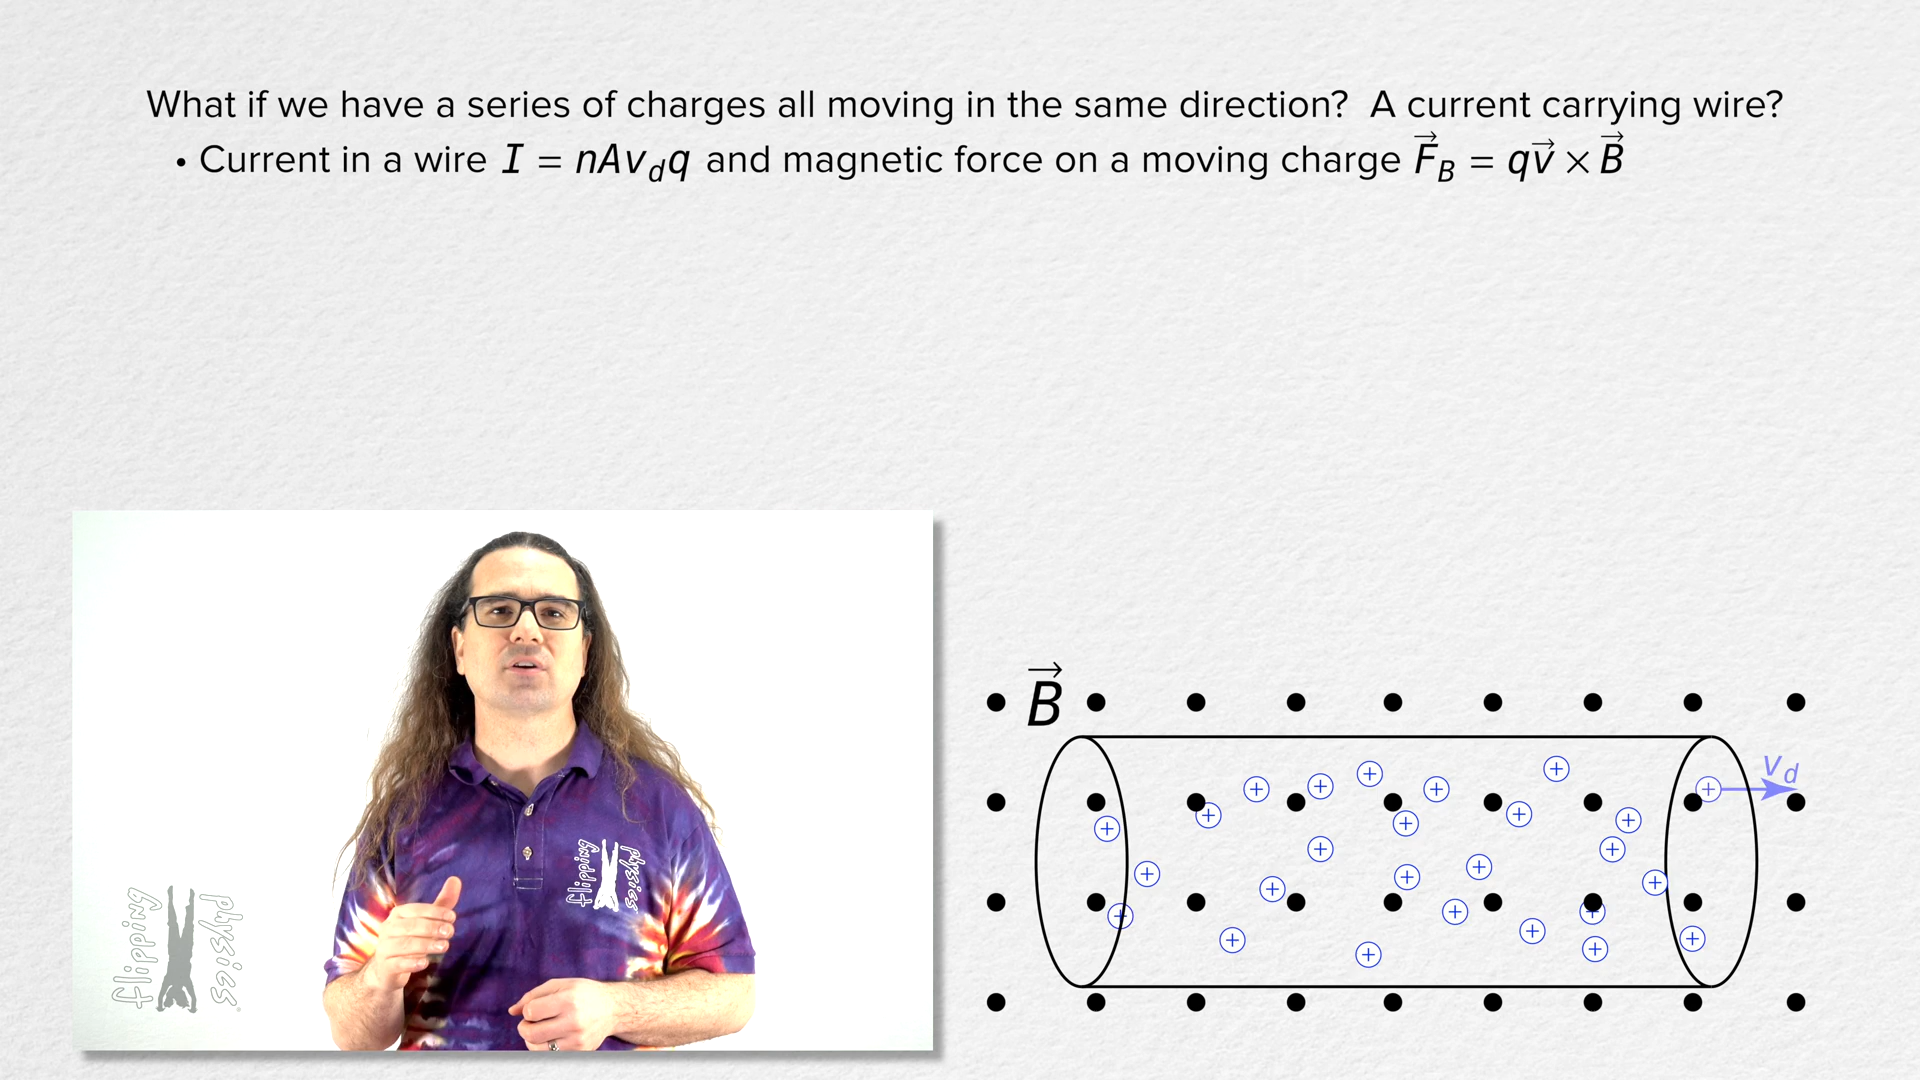 What if we have a series of charges all moving in the same direction? A current carrying wire?
• Current in a wire I = nAv_d q and magnetic force on a moving charge F⃗_B = qv⃗ × B⃗
B⃗
v_d
flipping physics
flipping physics